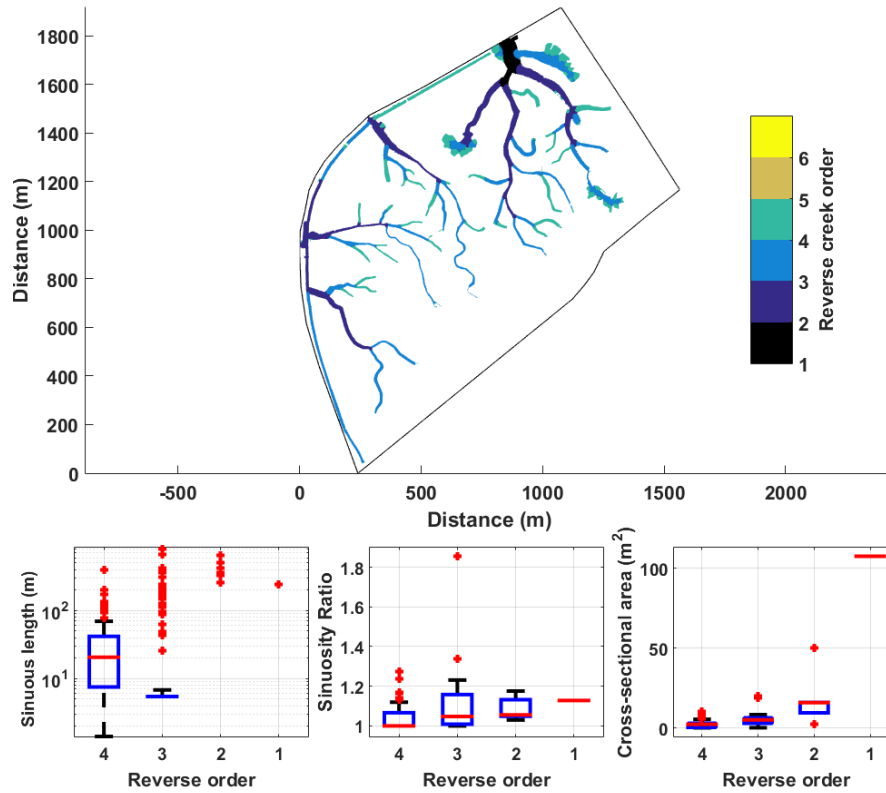 1800
1600
1400
1200
1000
800
600
400
200
0
Distance (m)
-500 0 500 1000 1500 2000
Distance (m)
6
5
4
3
2
1
Reverse creek order
10²
10¹
Sinuous length (m)
4 3 2 1
Reverse order
1.8
1.6
1.4
1.2
1
Sinuosity Ratio
4 3 2 1
Reverse order
100
50
0
Cross-sectional area (m²)
4 3 2 1
Reverse order